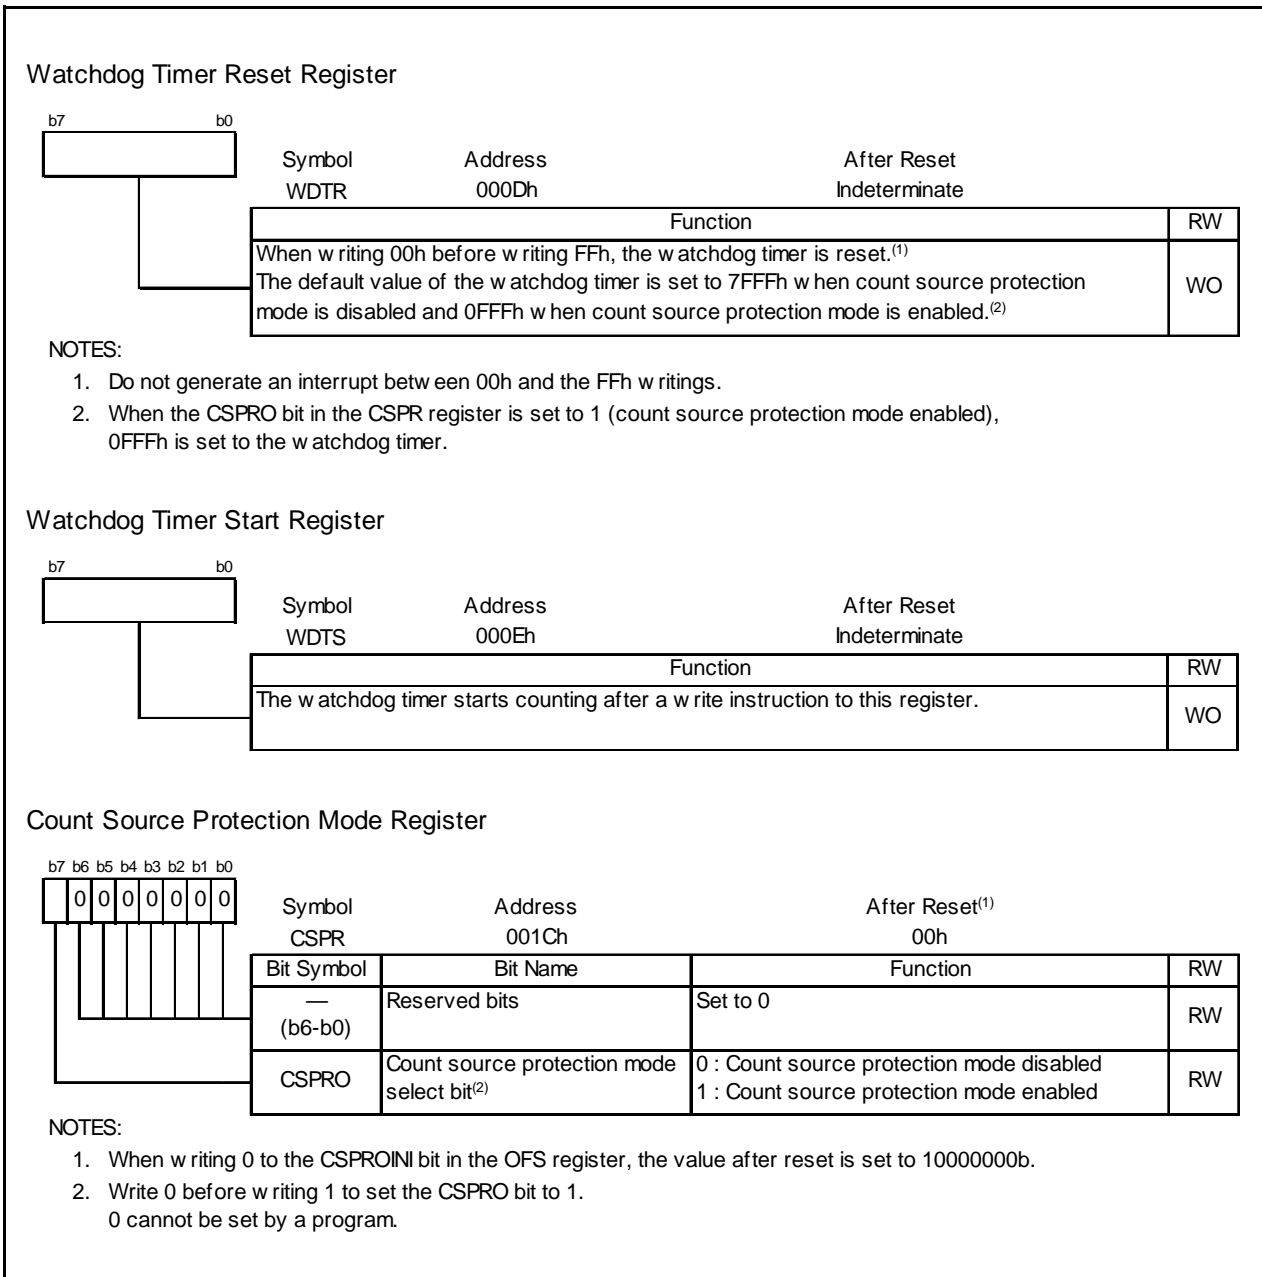 Watchdog Timer Reset Register
b7 b0
Symbol Address After Reset
WDTR 000Dh Indeterminate
Function RW
When writing 00h before writing FFh, the watchdog timer is reset.(1)
The default value of the watchdog timer is set to 7FFFh when count source protection
mode is disabled and 0FFFh when count source protection mode is enabled.(2)
WO
NOTES:
1. Do not generate an interrupt between 00h and the FFh writings.
2. When the CSPRO bit in the CSPR register is set to 1 (count source protection mode enabled),
0FFFh is set to the watchdog timer.
Watchdog Timer Start Register
b7 b0
Symbol Address After Reset
WDTS 000Eh Indeterminate
Function RW
The watchdog timer starts counting after a write instruction to this register.
WO
Count Source Protection Mode Register
b7 b6 b5 b4 b3 b2 b1 b0
0 0 0 0 0 0 0
Symbol Address After Reset(1)
CSPR 001Ch 00h
Bit Symbol Bit Name Function RW
—
(b6-b0)
Reserved bits
Set to 0
RW
CSPRO
Count source protection mode
select bit(2)
0 : Count source protection mode disabled
1 : Count source protection mode enabled
RW
NOTES:
1. When writing 0 to the CSPROINI bit in the OFS register, the value after reset is set to 10000000b.
2. Write 0 before writing 1 to set the CSPRO bit to 1.
0 cannot be set by a program.